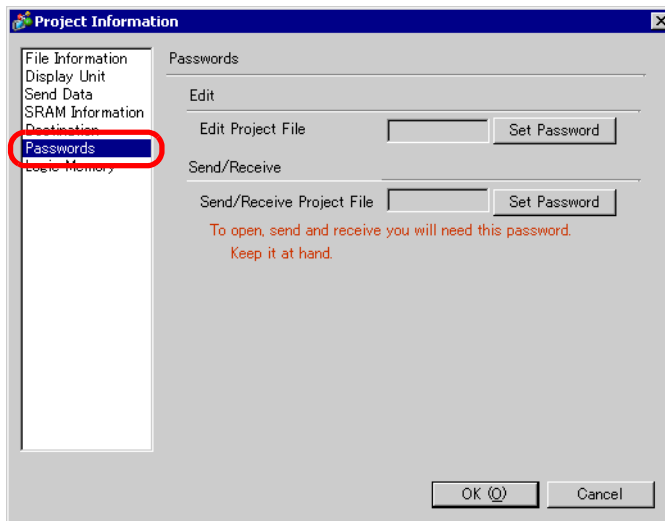 Project Information
File Information
Display Unit
Send Data
SRAM Information
Destination
Passwords
Logic Memory
Passwords
Edit
Edit Project File
Set Password
Send/Receive
Send/Receive Project File
Set Password
To open, send and receive you will need this password.
Keep it at hand.
OK (O)
Cancel